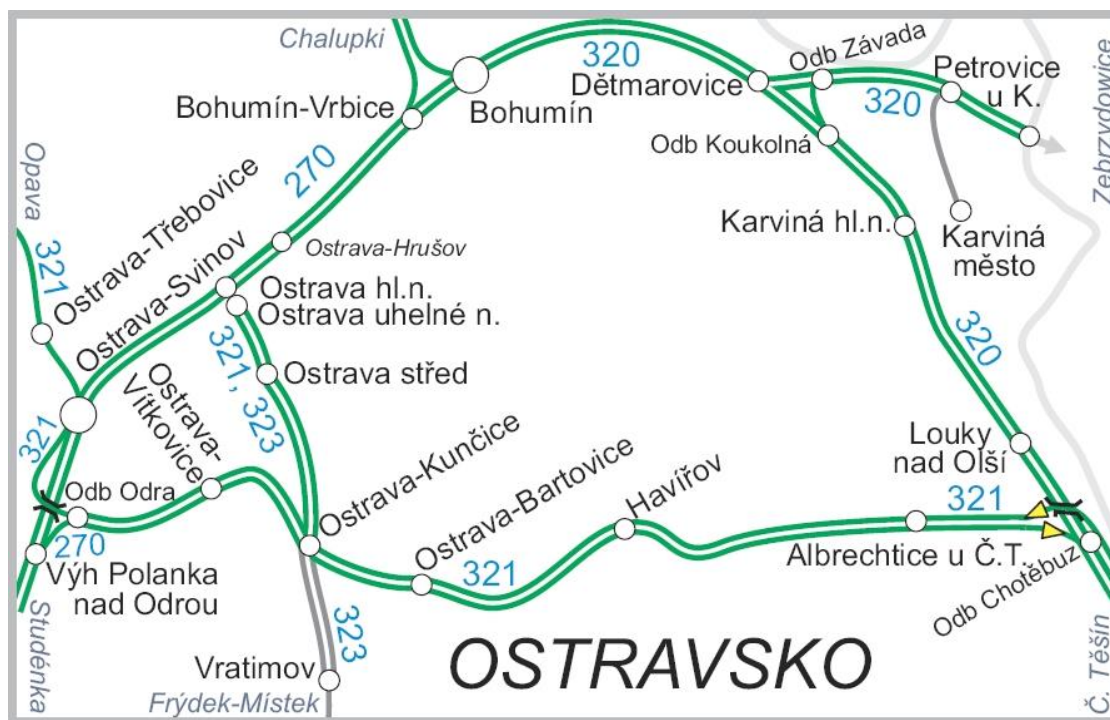 Chalupki
320
Odb Závada
Petrovice
u K.
Dětmarovice
320
Bohumín
Bohumín-Vrbice
Odb Koukolná
Zebrzydowice
Opava
321
Ostrava-Třebovice
Ostrava-Svinov
270
Ostrava-Hrušov
Karviná hl.n.
Karviná
město
Ostrava hl.n.
Ostrava uhelné n.
321, 323
Ostrava střed
320
Ostrava-
Vítkovice
321
Odb Odra
Ostrava-Kunčice
Ostrava-Bartovice
Havířov
Louky
nad Olší
321
270
Výh Polanka
nad Odrou
321
Albrechtice u Č.T.
Odb Chotěbuz
Studénka
323
Vratimov
Frýdek-Místek
OSTRAVSKO
Č. Těšín